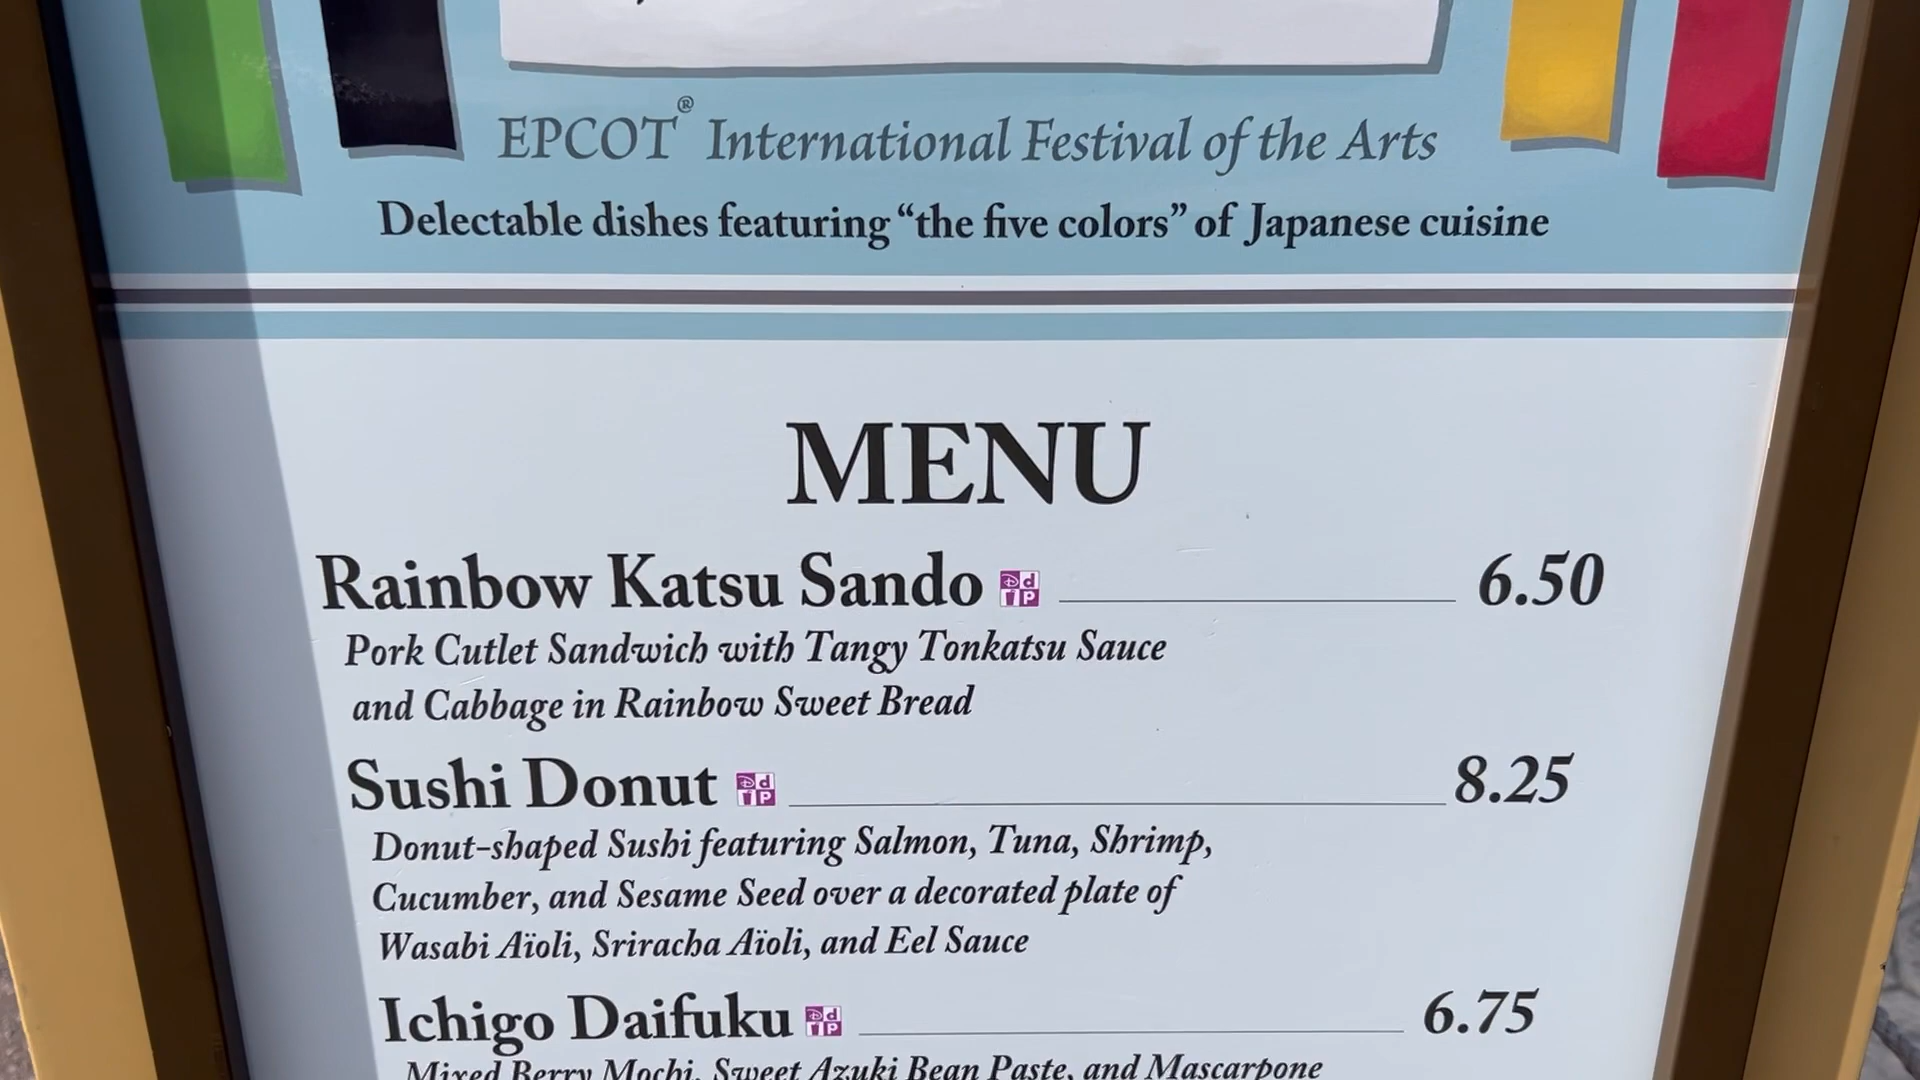 EPCOT® International Festival of the Arts
Delectable dishes featuring “the five colors” of Japanese cuisine
MENU
Rainbow Katsu Sando 6.50
Pork Cutlet Sandwich with Tangy Tonkatsu Sauce
and Cabbage in Rainbow Sweet Bread
Sushi Donut 8.25
Donut-shaped Sushi featuring Salmon, Tuna, Shrimp,
Cucumber, and Sesame Seed over a decorated plate of
Wasabi Aïoli, Sriracha Aïoli, and Eel Sauce
Ichigo Daifuku 6.75
Mixed Berry Mochi, Sweet Azuki Bean Paste, and Mascarpone